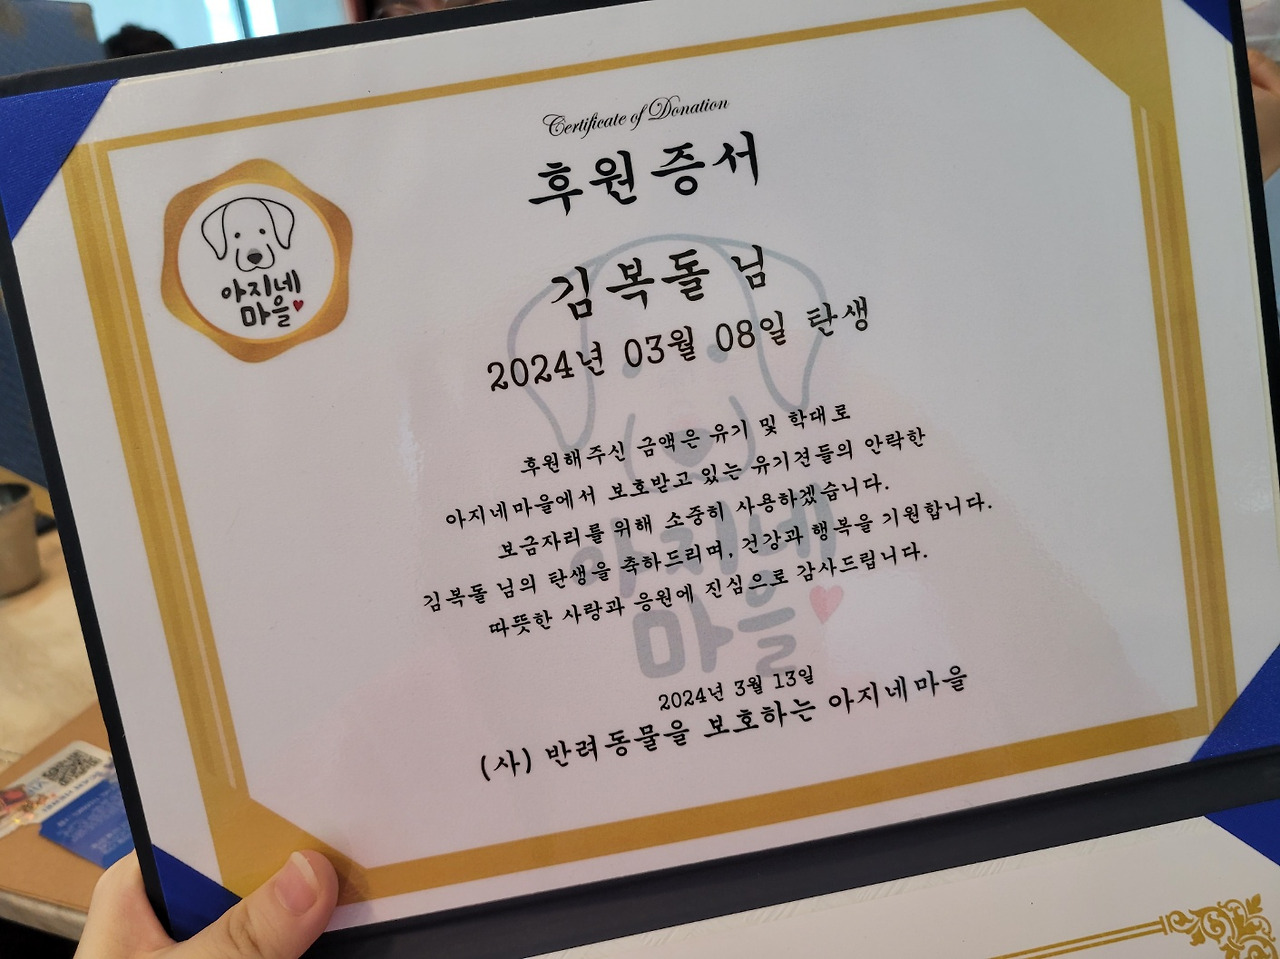 Certificate of Donation
후원증서
아지네
마을
김복돌 님
2024년 03월 08일 탄생
후원해주신 금액은 유기 및 학대로
아지네마을에서 보호받고 있는 유기견들의 안락한
보금자리를 위해 소중히 사용하겠습니다.
김복돌 님의 탄생을 축하드리며, 건강과 행복을 기원합니다.
따뜻한 사랑과 응원에 진심으로 감사드립니다.
아지네
마을
2024년 3월 13일
(사) 반려동물을 보호하는 아지네마을